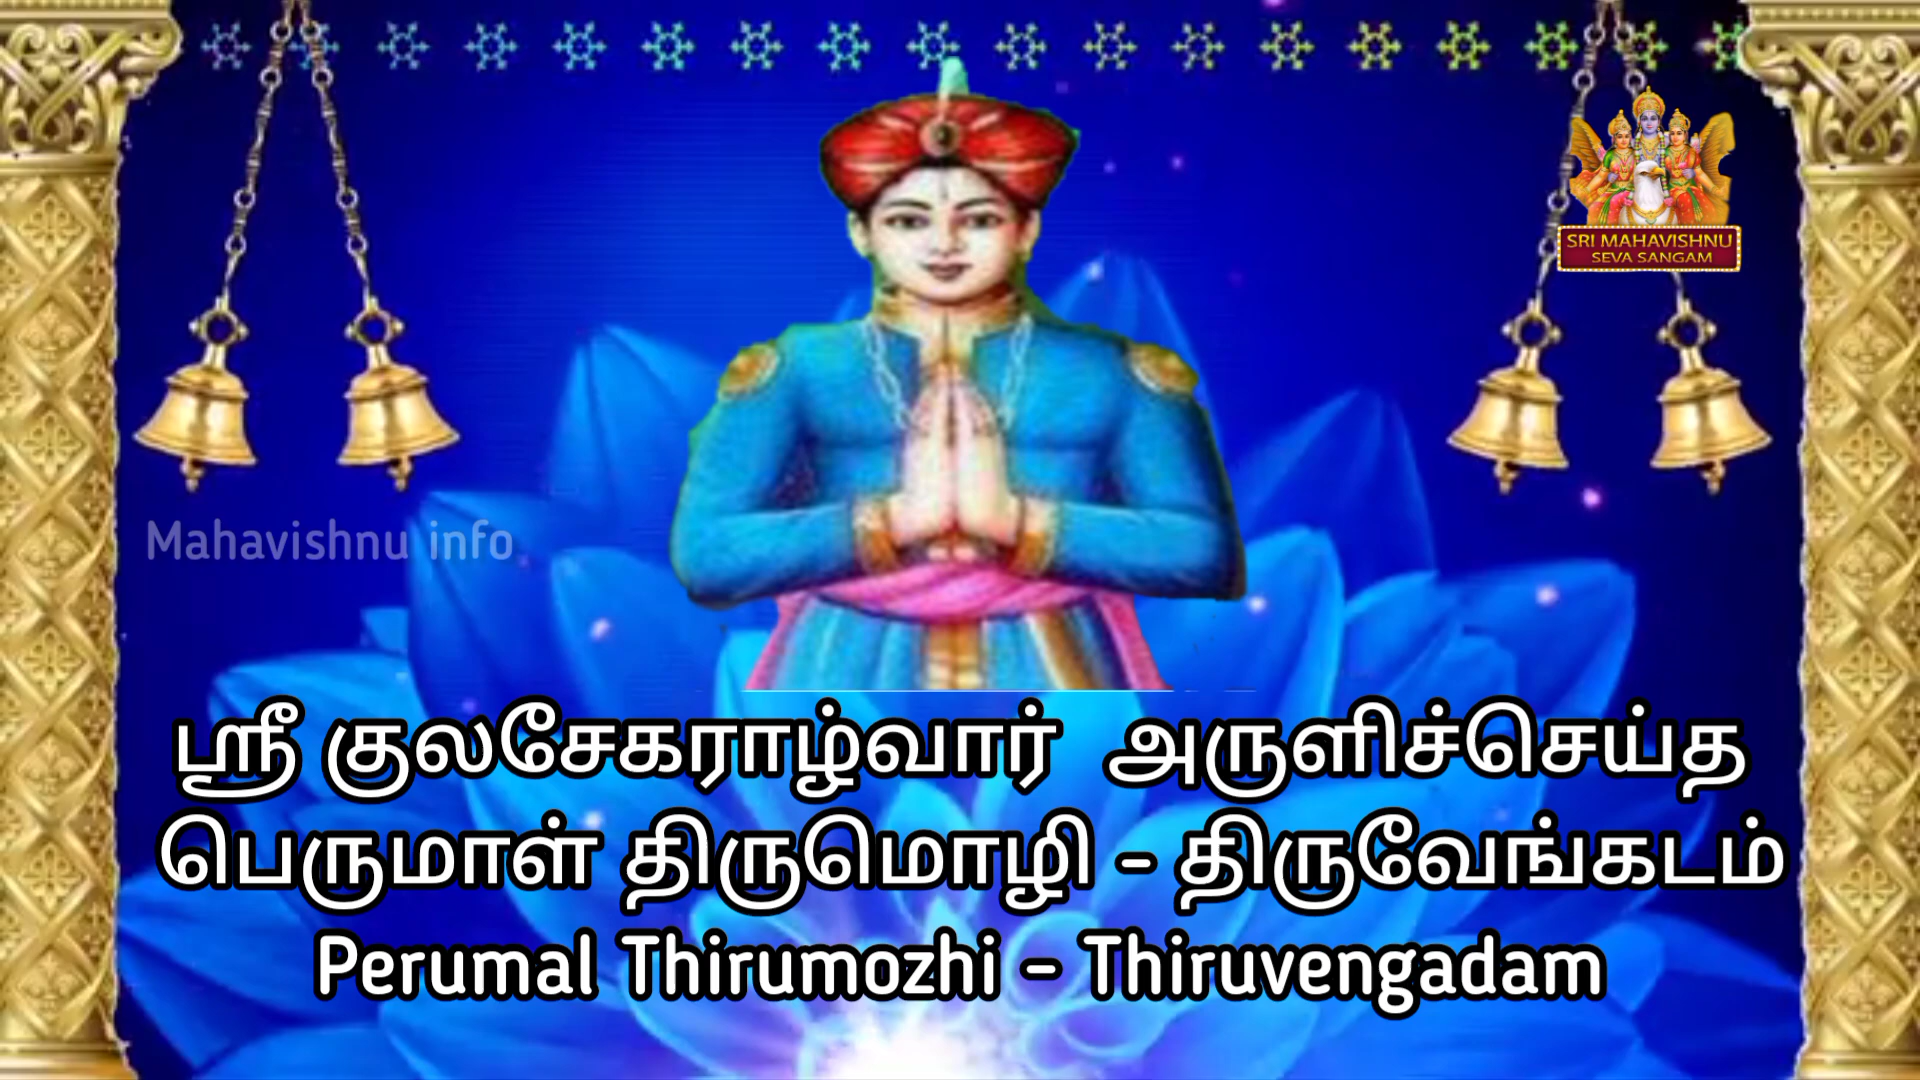 SRI MAHAVISHNU
SEVA SANGAM
Mahavishnu info
ஸ்ரீ குலசேகராழ்வார் அருளிச்செய்த
பெருமாள் திருமொழி - திருவேங்கடம்
Perumal Thirumozhi - Thiruvengadam